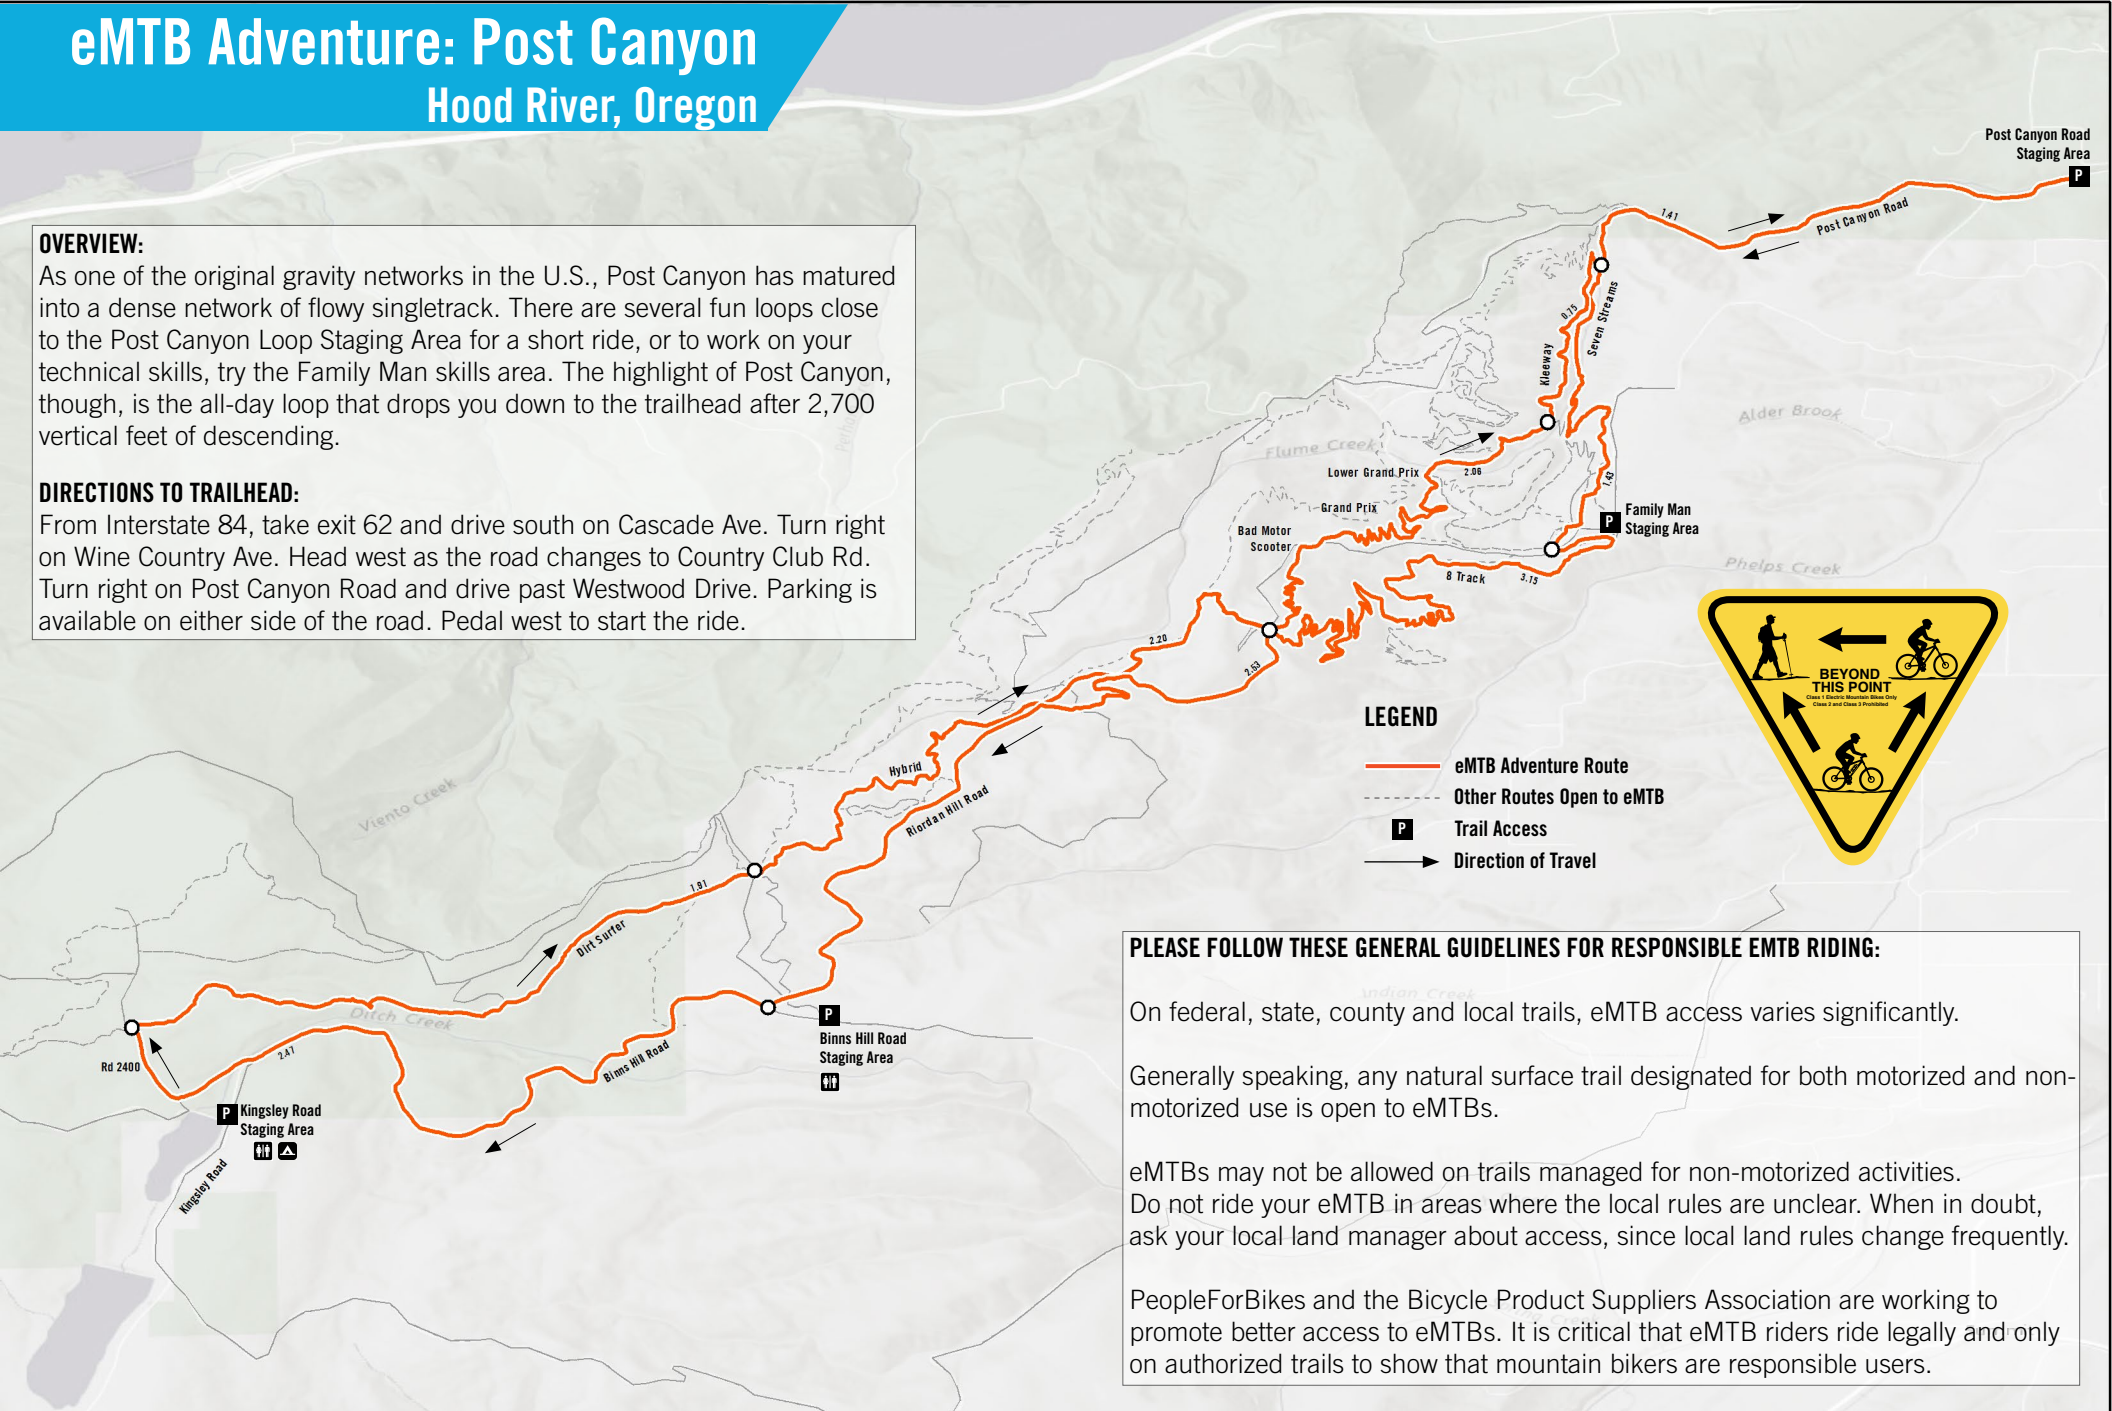 eMTB Adventure: Post Canyon
Hood River, Oregon
OVERVIEW:
As one of the original gravity networks in the U.S., Post Canyon has matured
into a dense network of flowy singletrack. There are several fun loops close
to the Post Canyon Loop Staging Area for a short ride, or to work on your
technical skills, try the Family Man skills area. The highlight of Post Canyon,
though, is the all-day loop that drops you down to the trailhead after 2,700
vertical feet of descending.
DIRECTIONS TO TRAILHEAD:
From Interstate 84, take exit 62 and drive south on Cascade Ave. Turn right
on Wine Country Ave. Head west as the road changes to Country Club Rd.
Turn right on Post Canyon Road and drive past Westwood Drive. Parking is
available on either side of the road. Pedal west to start the ride.
Post Canyon Road
Staging Area
P
1.41
Post Canyon Road
0.75
Seven Streams
Kleeway
Alder Brook
Flume Creek
Lower Grand Prix
2.06
1.43
Grand Prix
P
Family Man
Staging Area
Bad Motor
Scooter
8 Track
3.15
Phelps Creek
2.20
2.53
Hybrid
Riordan Hill Road
Viento Creek
1.91
Dirt Surfer
Ditch Creek
Rd 2400
2.47
Binns Hill Road
P
Binns Hill Road
Staging Area
P
Kingsley Road
Staging Area
Kingsley Road
BEYOND
THIS POINT
Class 1 Electric Mountain Bikes Only
Class 2 and Class 3 Prohibited
LEGEND
eMTB Adventure Route
Other Routes Open to eMTB
P
Trail Access
Direction of Travel
PLEASE FOLLOW THESE GENERAL GUIDELINES FOR RESPONSIBLE EMTB RIDING:
Indian Creek
On federal, state, county and local trails, eMTB access varies significantly.
Generally speaking, any natural surface trail designated for both motorized and non-
motorized use is open to eMTBs.
eMTBs may not be allowed on trails managed for non-motorized activities.
Do not ride your eMTB in areas where the local rules are unclear. When in doubt,
ask your local land manager about access, since local land rules change frequently.
PeopleForBikes and the Bicycle Product Suppliers Association are working to
promote better access to eMTBs. It is critical that eMTB riders ride legally and only
on authorized trails to show that mountain bikers are responsible users.